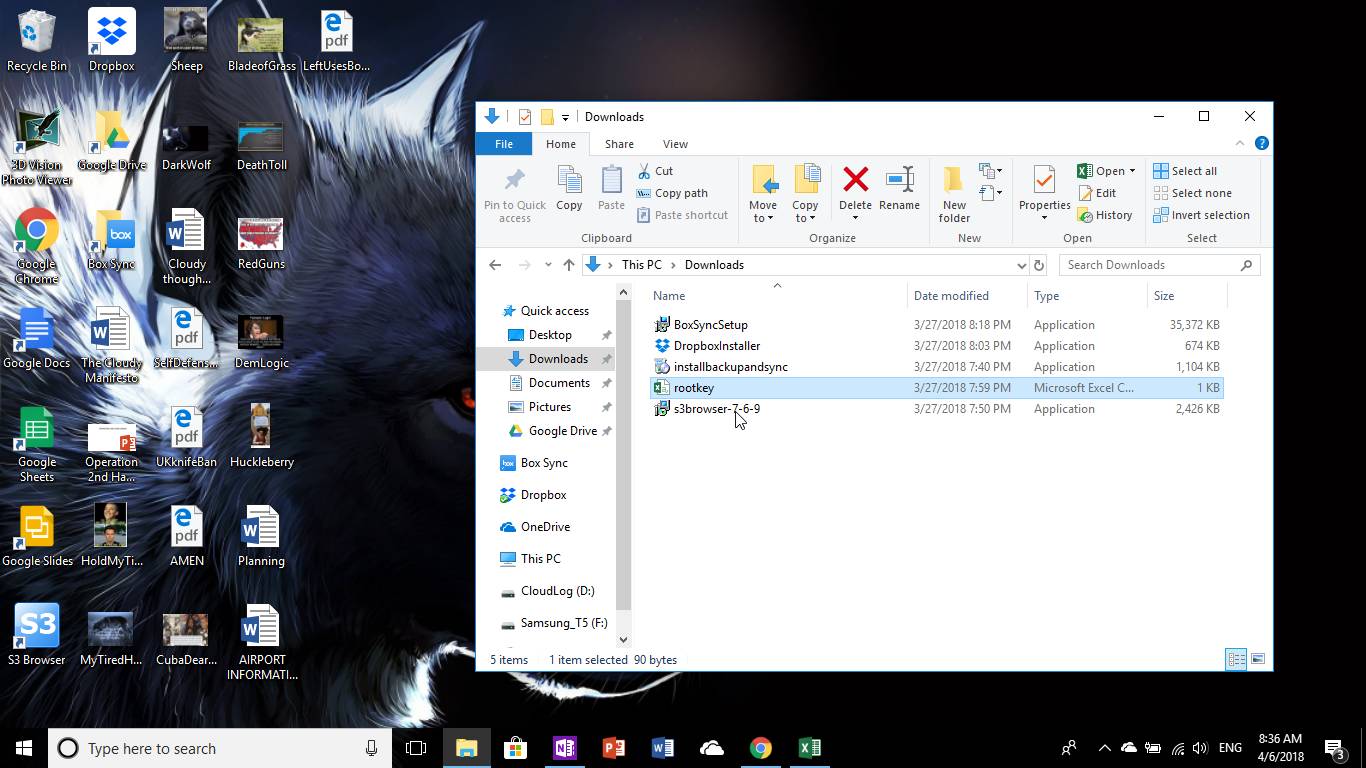 Recycle Bin
Dropbox
Sheep
BladeofGrass
LeftUsesBo...
3D Vision
Photo Viewer
Google Drive
DarkWolf
DeathToll
Google
Chrome
Box Sync
Cloudy
though...
RedGuns
Google Docs
The Cloudy
Manifesto
SelfDefens...
DemLogic
Google
Sheets
Operation
2nd Ha...
UKknifeBan
Huckleberry
Google Slides
HoldMyTi...
AMEN
Planning
S3
S3 Browser
MyTiredH...
CubaDear...
AIRPORT
INFORMATI...
Downloads
File
Home
Share
View
Pin to Quick
access
Copy
Paste
Cut
Copy path
Paste shortcut
Clipboard
Move
to
Copy
to
Delete
Rename
Organize
New
folder
New
Properties
Open
Edit
History
Open
Select all
Select none
Invert selection
Select
This PC
Downloads
Search Downloads
Quick access
Desktop
Downloads
Documents
Pictures
Google Drive
Box Sync
Dropbox
OneDrive
This PC
CloudLog (D:)
Samsung_T5 (F:)
Name Date modified Type Size
BoxSyncSetup 3/27/2018 8:18 PM Application 35,372 KB
DropboxInstaller 3/27/2018 8:03 PM Application 674 KB
installbackupandsync 3/27/2018 7:40 PM Application 1,104 KB
rootkey 3/27/2018 7:59 PM Microsoft Excel C... 1 KB
s3browser-7-6-9 3/27/2018 7:50 PM Application 2,426 KB
5 items 1 item selected 90 bytes
Type here to search
ENG
8:36 AM
4/6/2018
3